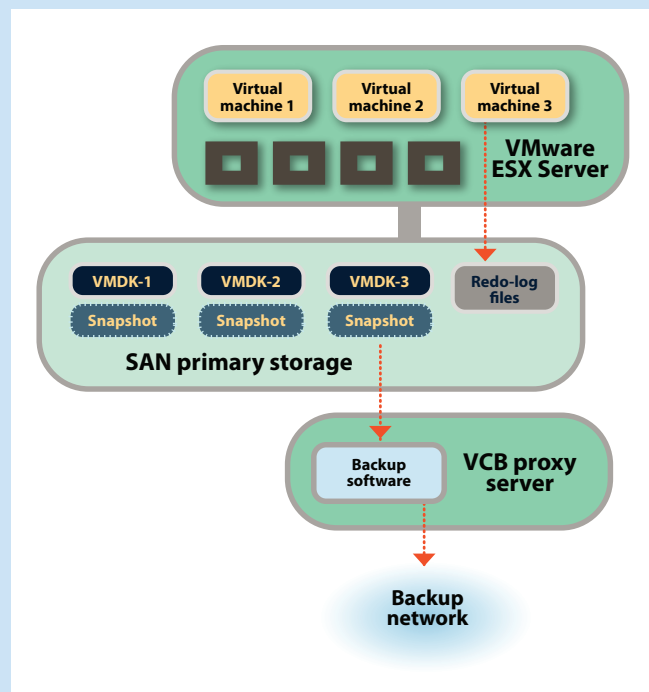 Virtual
machine 1
Virtual
machine 2
Virtual
machine 3
VMware
ESX Server
VMDK-1
VMDK-2
VMDK-3
Redo-log
files
Snapshot
Snapshot
Snapshot
SAN primary storage
Backup
software
VCB proxy
server
Backup
network